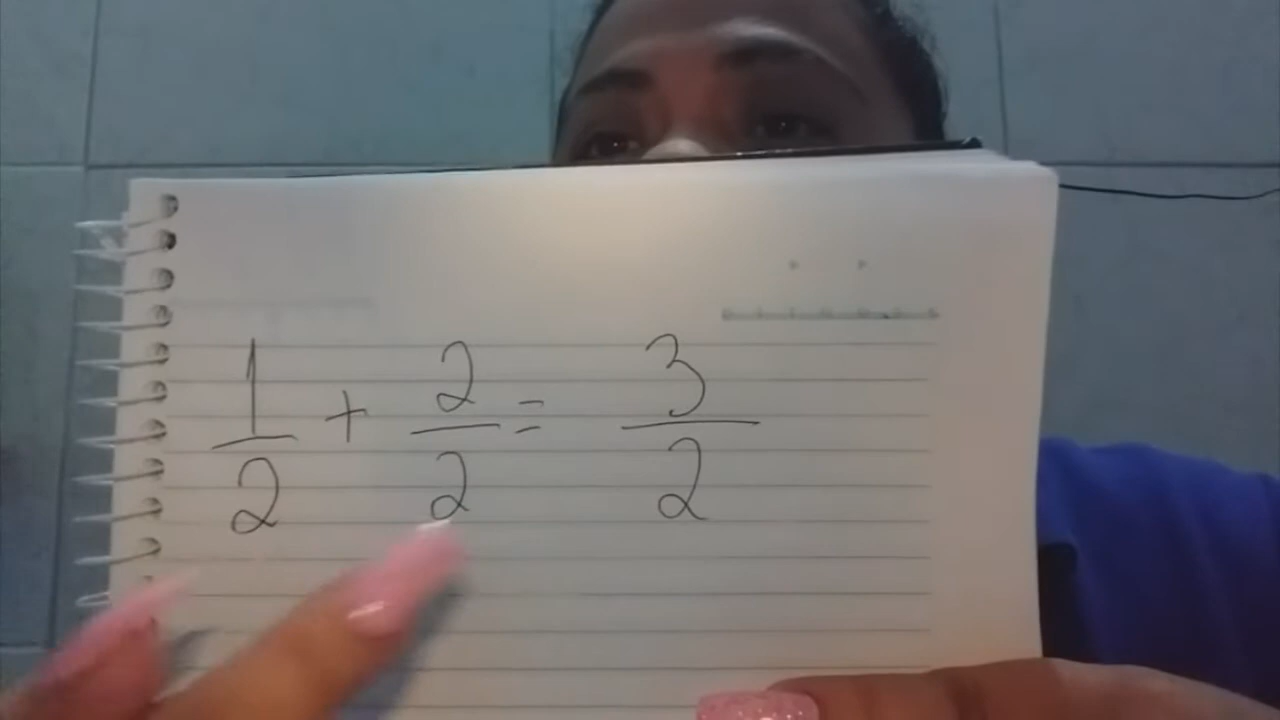 1/2 + 2/2 = 3/2